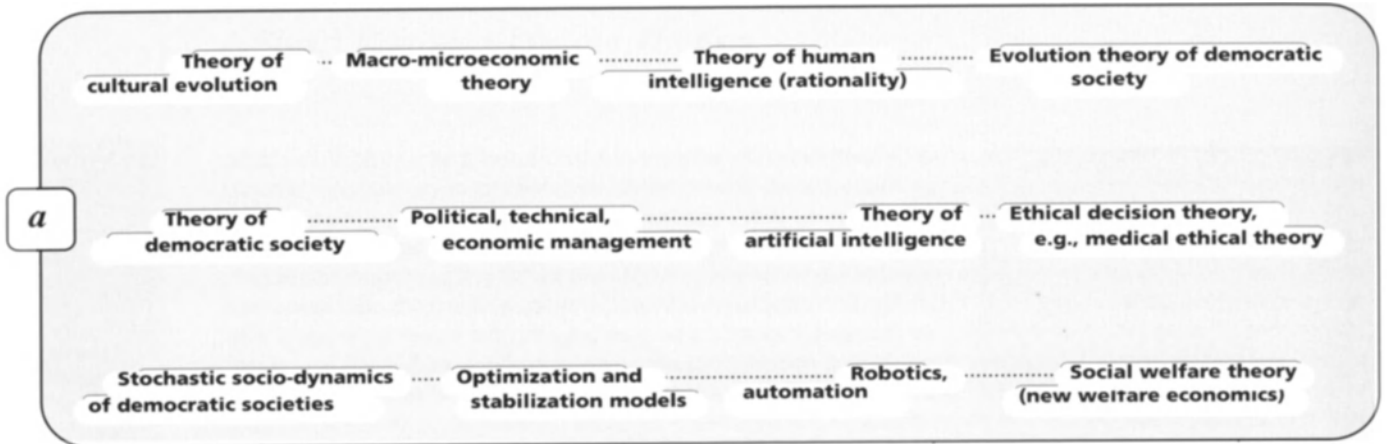 Theory of
cultural evolution
Macro-microeconomic
theory
Theory of human
intelligence (rationality)
Evolution theory of democratic
society
a
Theory of
democratic society
Political, technical,
economic management
Theory of
artificial intelligence
Ethical decision theory,
e.g., medical ethical theory
Stochastic socio-dynamics
of democratic societies
Optimization and
stabilization models
Robotics,
automation
Social welfare theory
(new welfare economics)